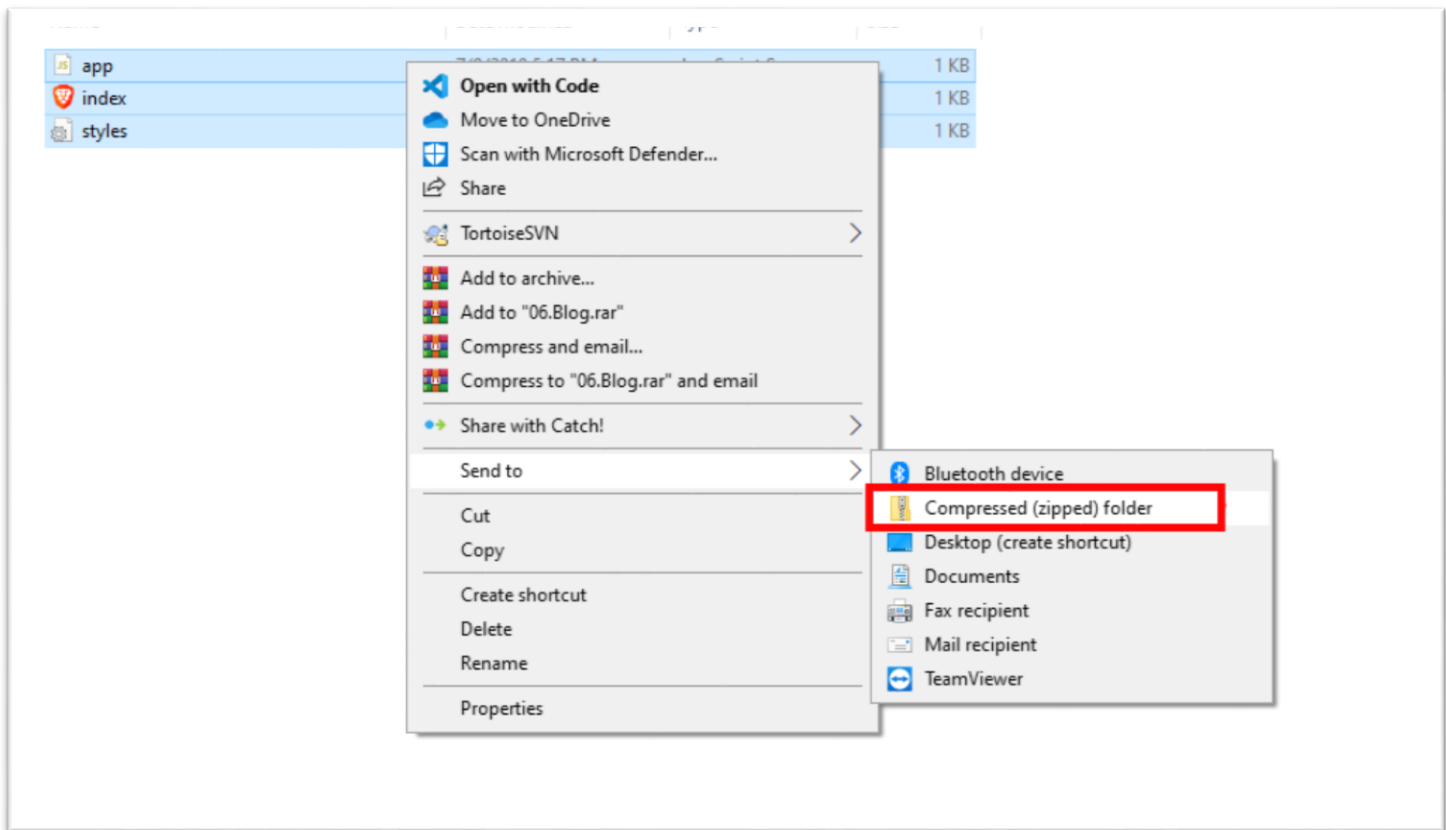 app 1 KB
index 1 KB
styles 1 KB
Open with Code
Move to OneDrive
Scan with Microsoft Defender...
Share
TortoiseSVN
Add to archive...
Add to "06.Blog.rar"
Compress and email...
Compress to "06.Blog.rar" and email
Share with Catch!
Send to
Cut
Copy
Create shortcut
Delete
Rename
Properties
Bluetooth device
Compressed (zipped) folder
Desktop (create shortcut)
Documents
Fax recipient
Mail recipient
TeamViewer